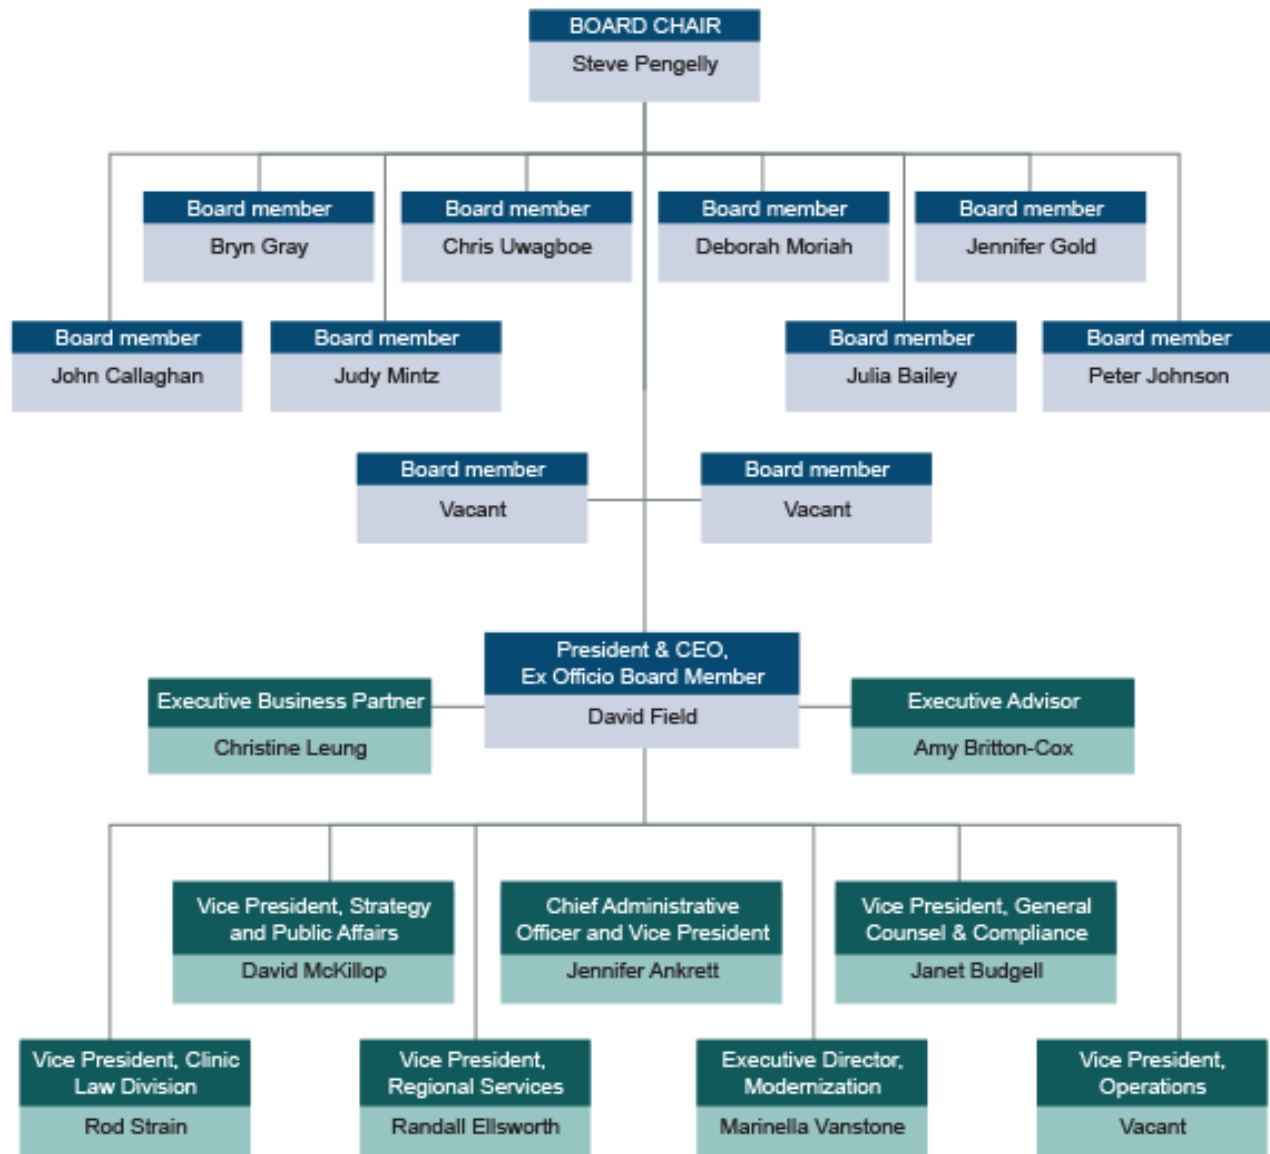 BOARD CHAIR
Steve Pengelly
Board member
Bryn Gray
Board member
Chris Uwagboe
Board member
Deborah Moriah
Board member
Jennifer Gold
Board member
John Callaghan
Board member
Judy Mintz
Board member
Julia Bailey
Board member
Peter Johnson
Board member
Vacant
Board member
Vacant
President & CEO,
Ex Officio Board Member
David Field
Executive Business Partner
Christine Leung
Executive Advisor
Amy Britton-Cox
Vice President, Strategy
and Public Affairs
David McKillop
Chief Administrative
Officer and Vice President
Jennifer Ankrett
Vice President, General
Counsel & Compliance
Janet Budgell
Vice President, Clinic
Law Division
Rod Strain
Vice President,
Regional Services
Randall Ellsworth
Executive Director,
Modernization
Marinella Vanstone
Vice President,
Operations
Vacant